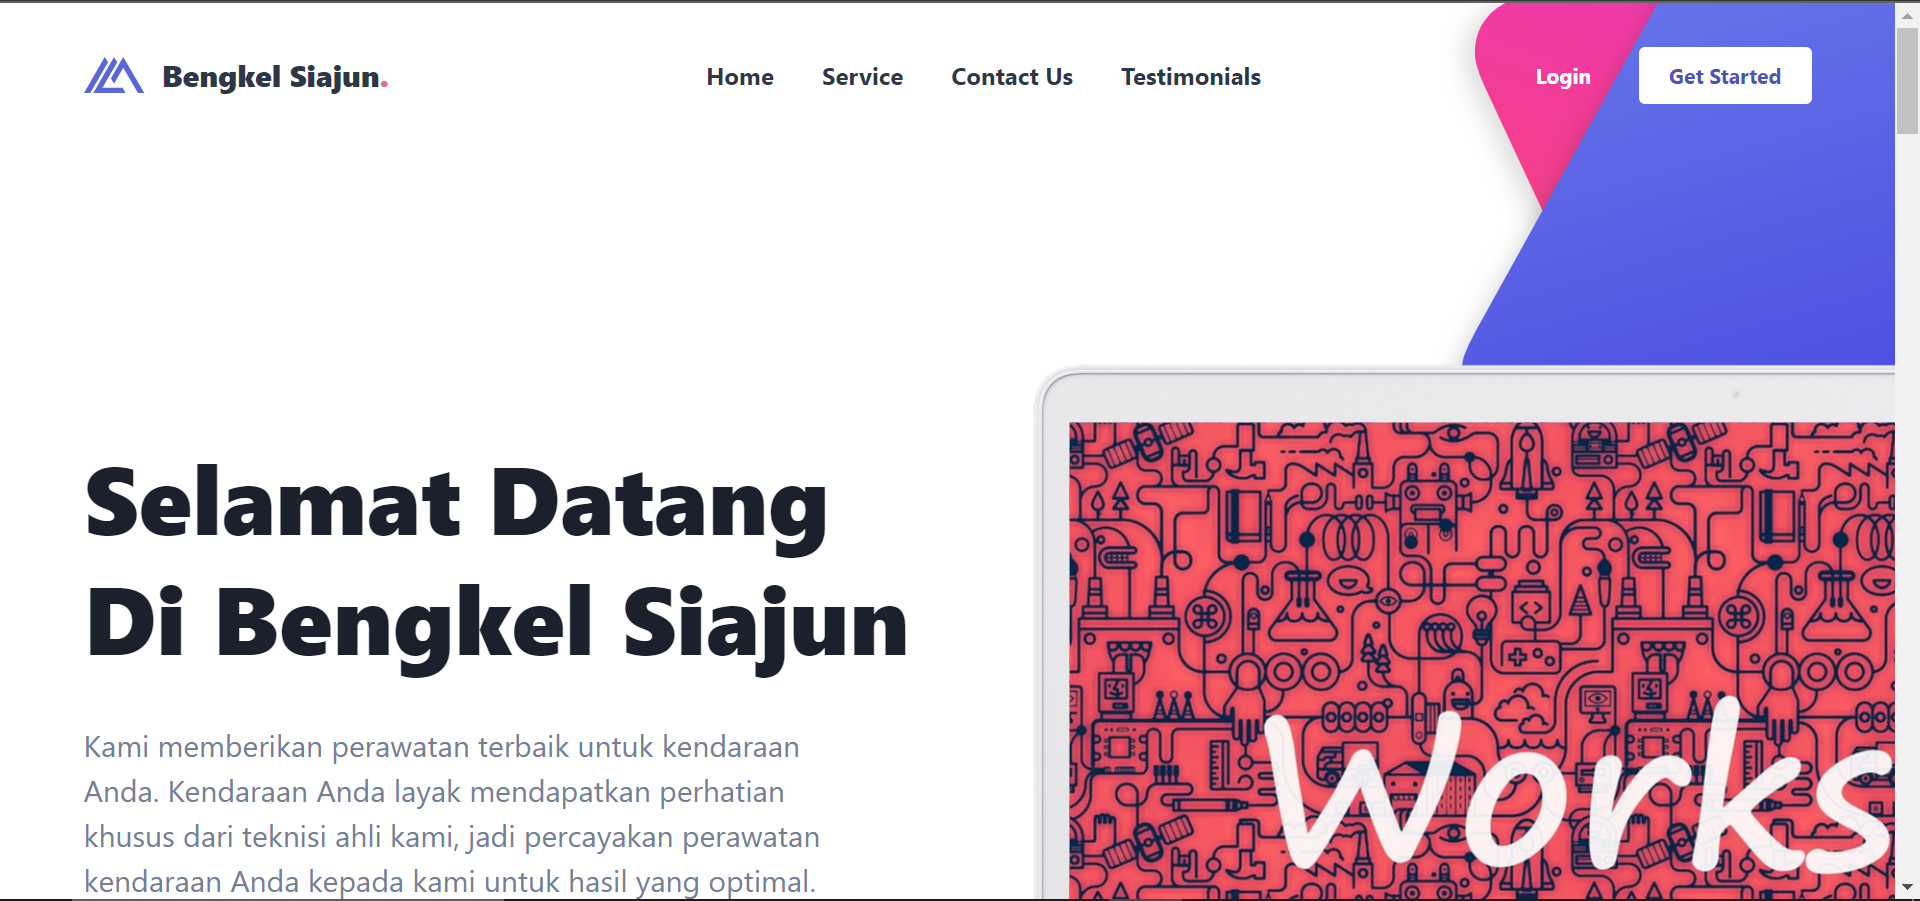 Bengkel Siajun.
Home Service Contact Us Testimonials
Login
Get Started
Selamat Datang
Di Bengkel Siajun
Kami memberikan perawatan terbaik untuk kendaraan
Anda. Kendaraan Anda layak mendapatkan perhatian
khusus dari teknisi ahli kami, jadi percayakan perawatan
kendaraan Anda kepada kami untuk hasil yang optimal.
Works